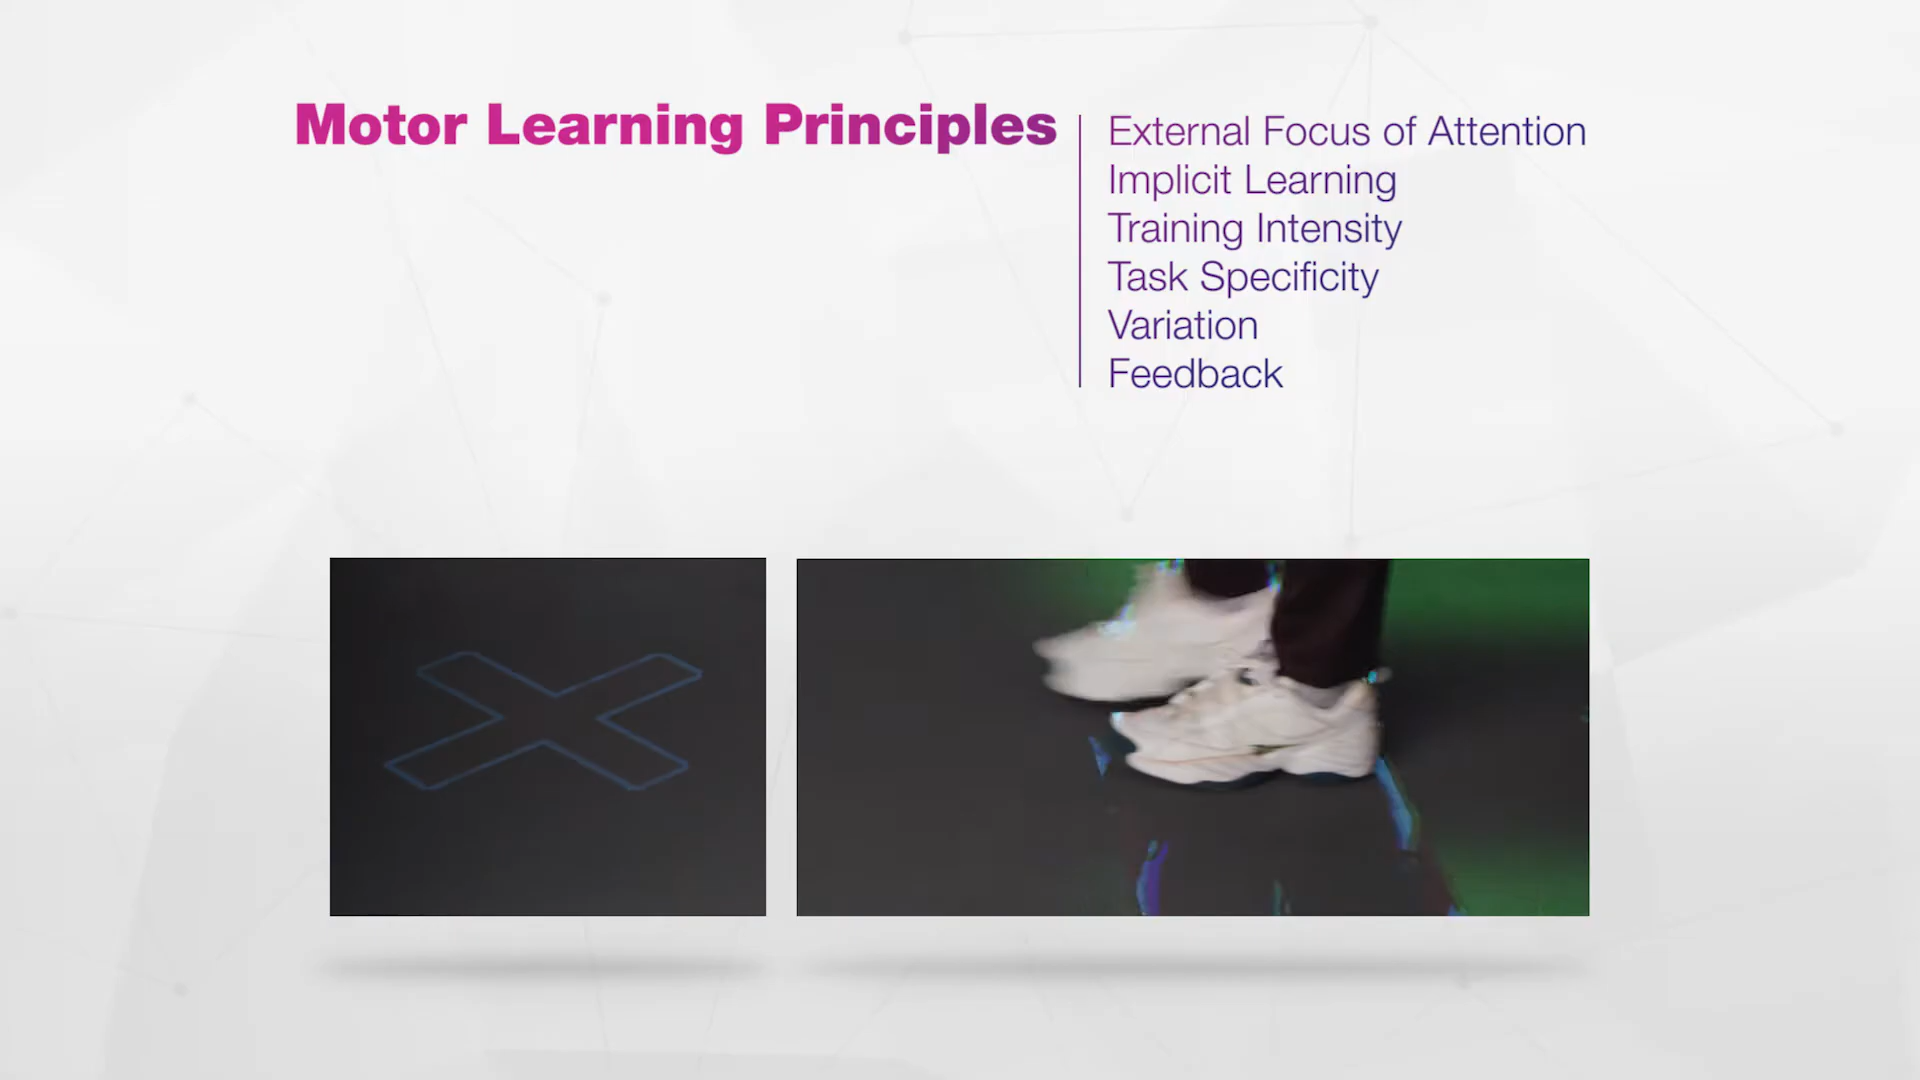 Motor Learning Principles
External Focus of Attention
Implicit Learning
Training Intensity
Task Specificity
Variation
Feedback